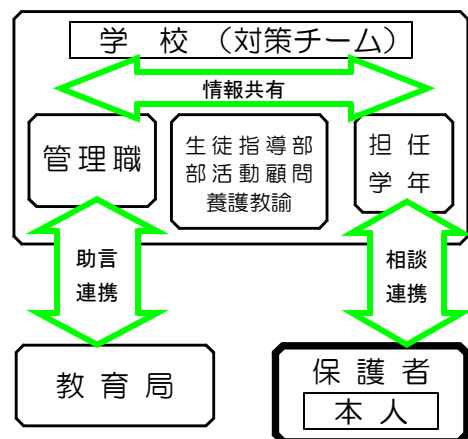 学校（対策チーム）
情報共有
管理職
生徒指導部
部活動顧問
養護教諭
担任
学年
助言
連携
相談
連携
教育局
保護者
本人